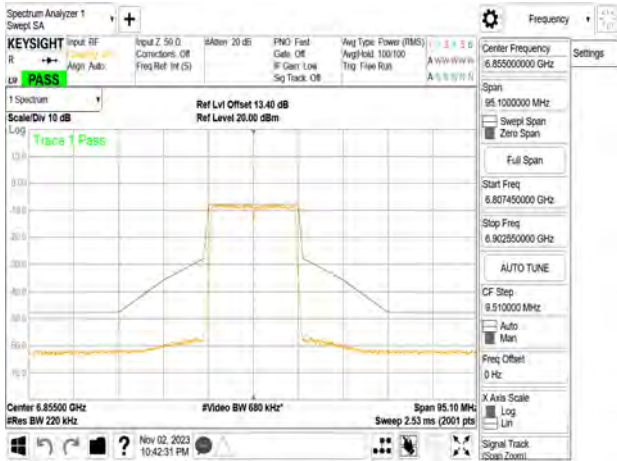 Spectrum Analyzer 1
Swept SA
Frequency
KEYSIGHT
Input: RF
Input Z: 50 Ω
#Atten: 20 dB
PNO: Fast
Avg Type: Power (RMS)
1 2 3 4 5 6
R
Corrections: Off
Gate: Off
Avg|Hold: 100/100
Align: Auto
Freq Ref: Int (S)
IF Gain: Low
Trig: Free Run
Sig Track: Off
PASS
1 Spectrum
Ref Lvl Offset 13.40 dB
Scale/Div 10 dB
Ref Level 20.00 dBm
Log
Trace 1 Pass
Center 6.85500 GHz
#Video BW 680 kHz*
Span 95.10 MHz
#Res BW 220 kHz
Sweep 2.53 ms (2001 pts
Nov 02, 2023
10:42:31 PM
Settings
Center Frequency
6.855000000 GHz
Span
95.1000000 MHz
Swept Span
Zero Span
Full Span
Start Freq
6.807450000 GHz
Stop Freq
6.902550000 GHz
AUTO TUNE
CF Step
9.510000 MHz
Auto
Man
Freq Offset
0 Hz
X Axis Scale
Log
Lin
Signal Track
(Span Zoom)